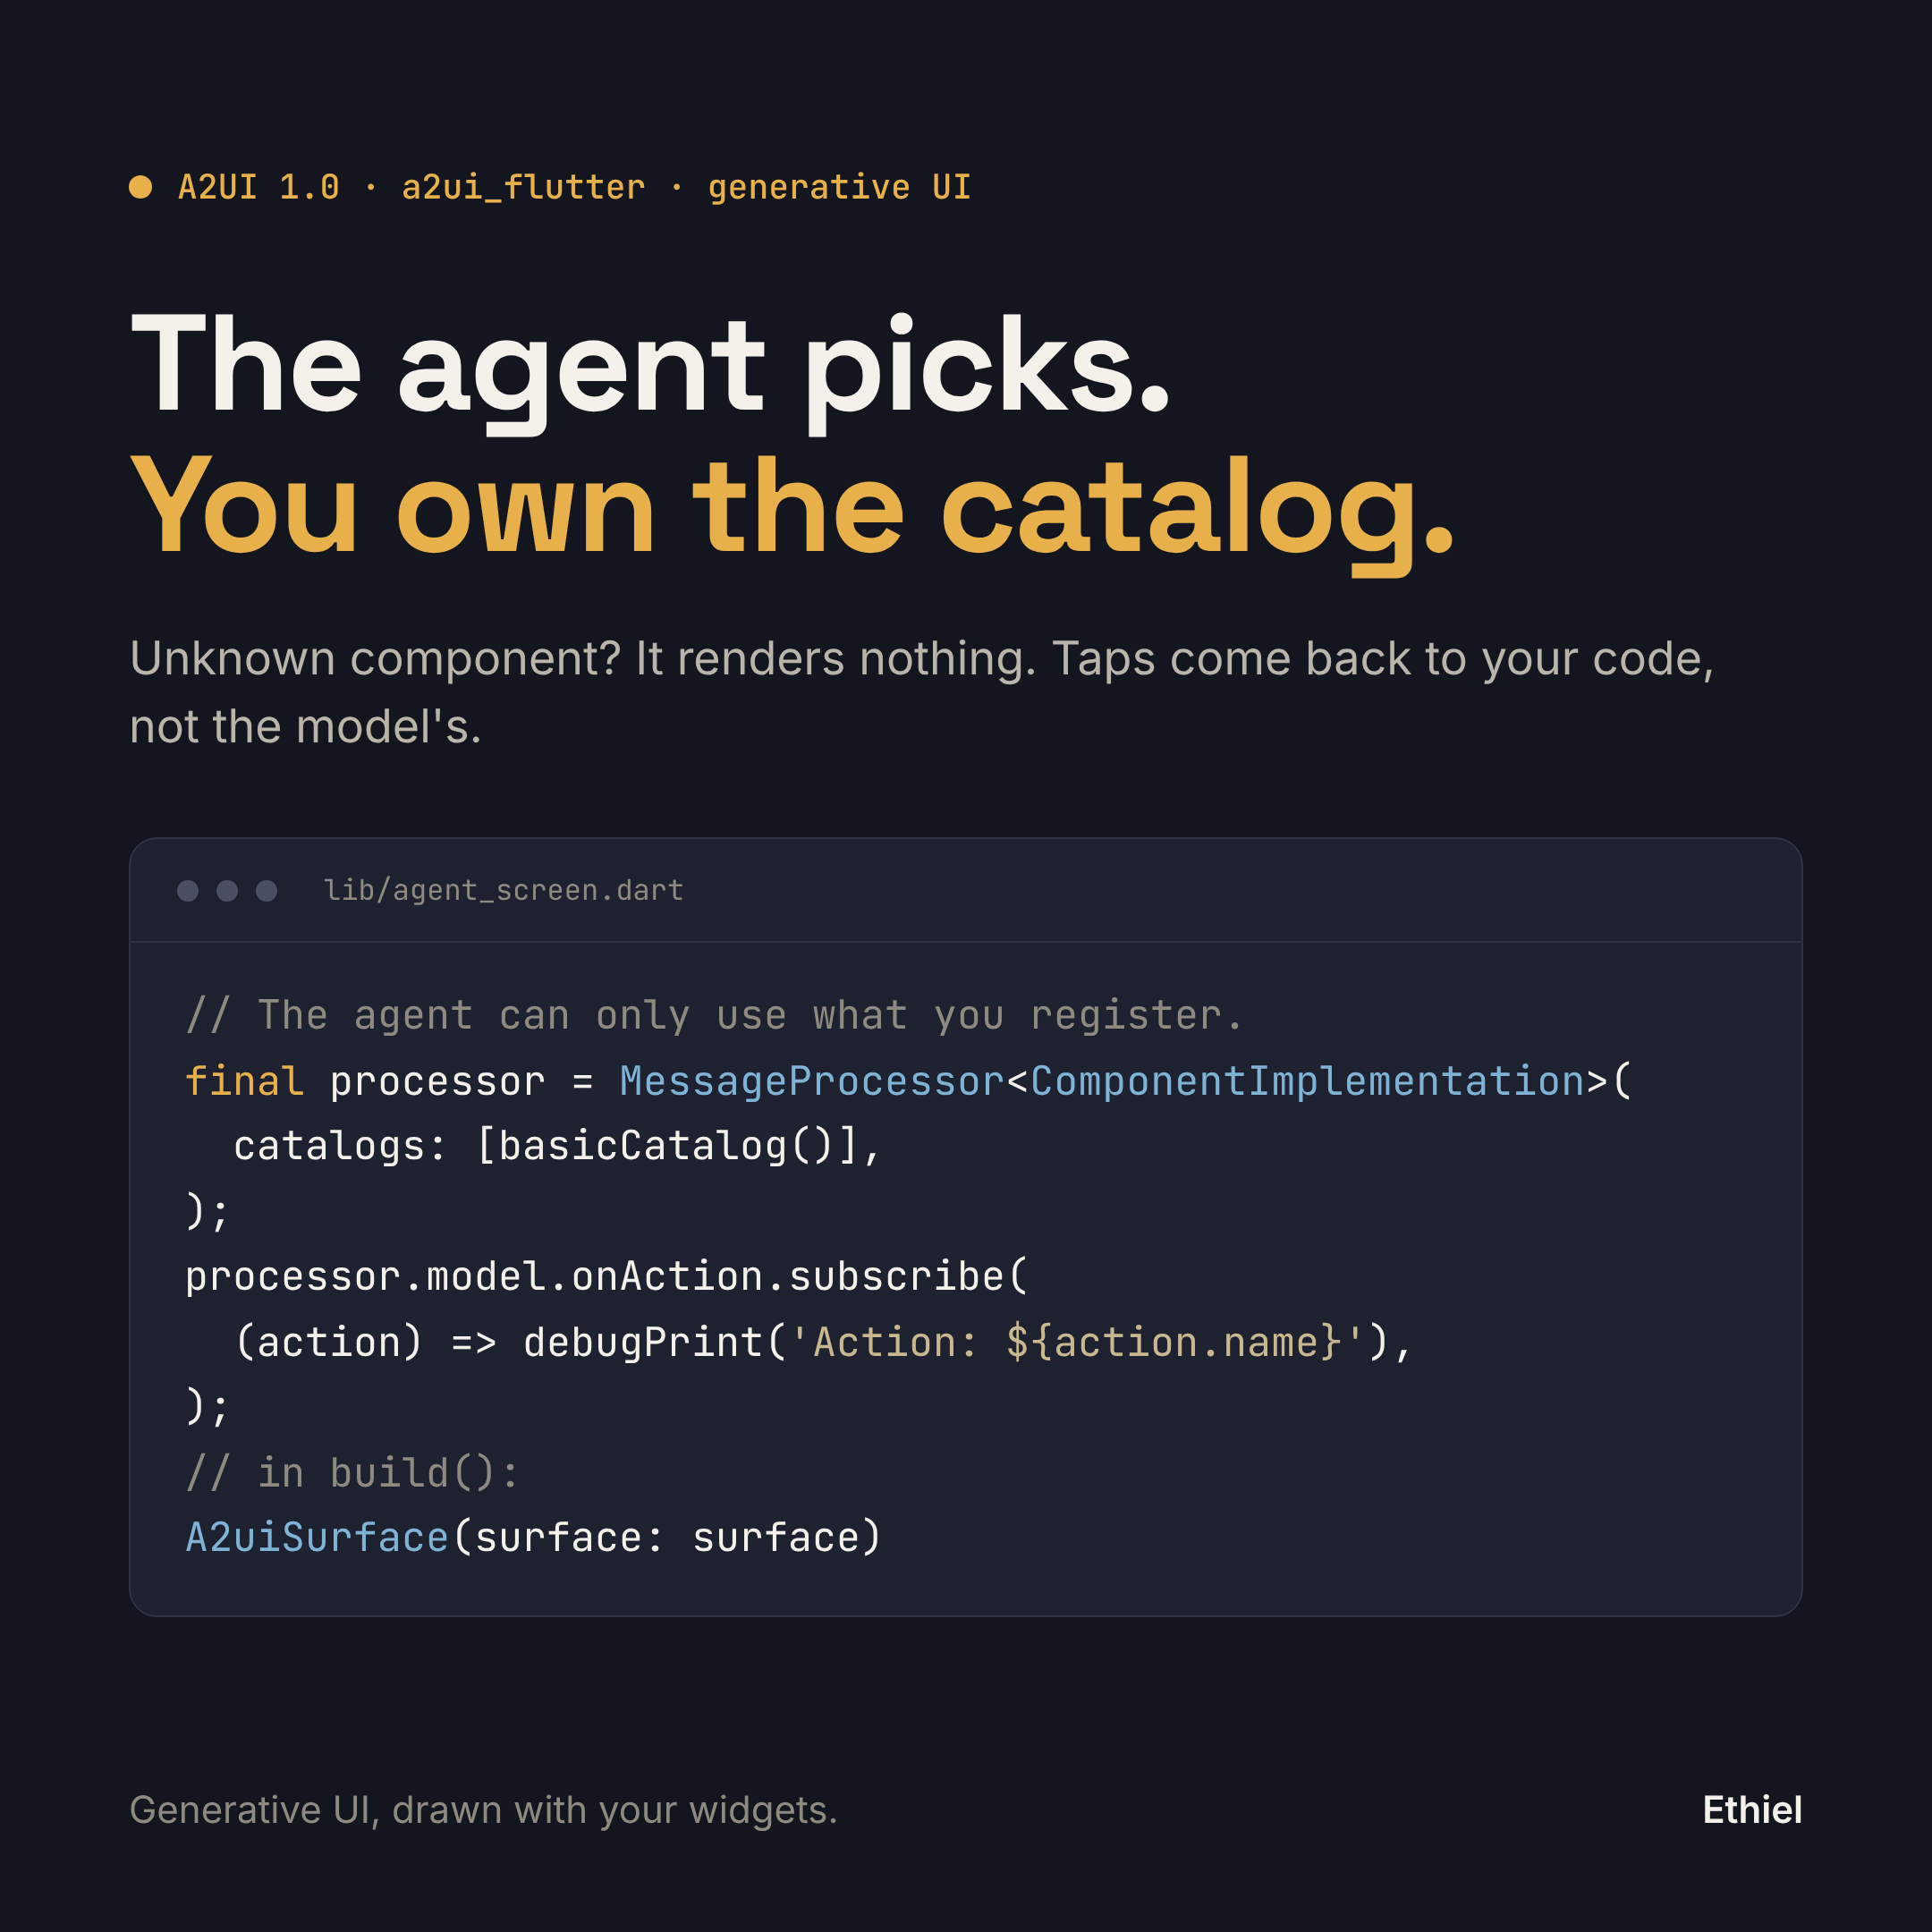 A2UI 1.0 · a2ui_flutter · generative UI
The agent picks.
You own the catalog.
Unknown component? It renders nothing. Taps come back to your code,
not the model's.
lib/agent_screen.dart
// The agent can only use what you register.
final processor = MessageProcessor<ComponentImplementation>(
  catalogs: [basicCatalog()],
);
processor.model.onAction.subscribe(
  (action) => debugPrint('Action: ${action.name}'),
);
// in build():
A2uiSurface(surface: surface)
Generative UI, drawn with your widgets.
Ethiel